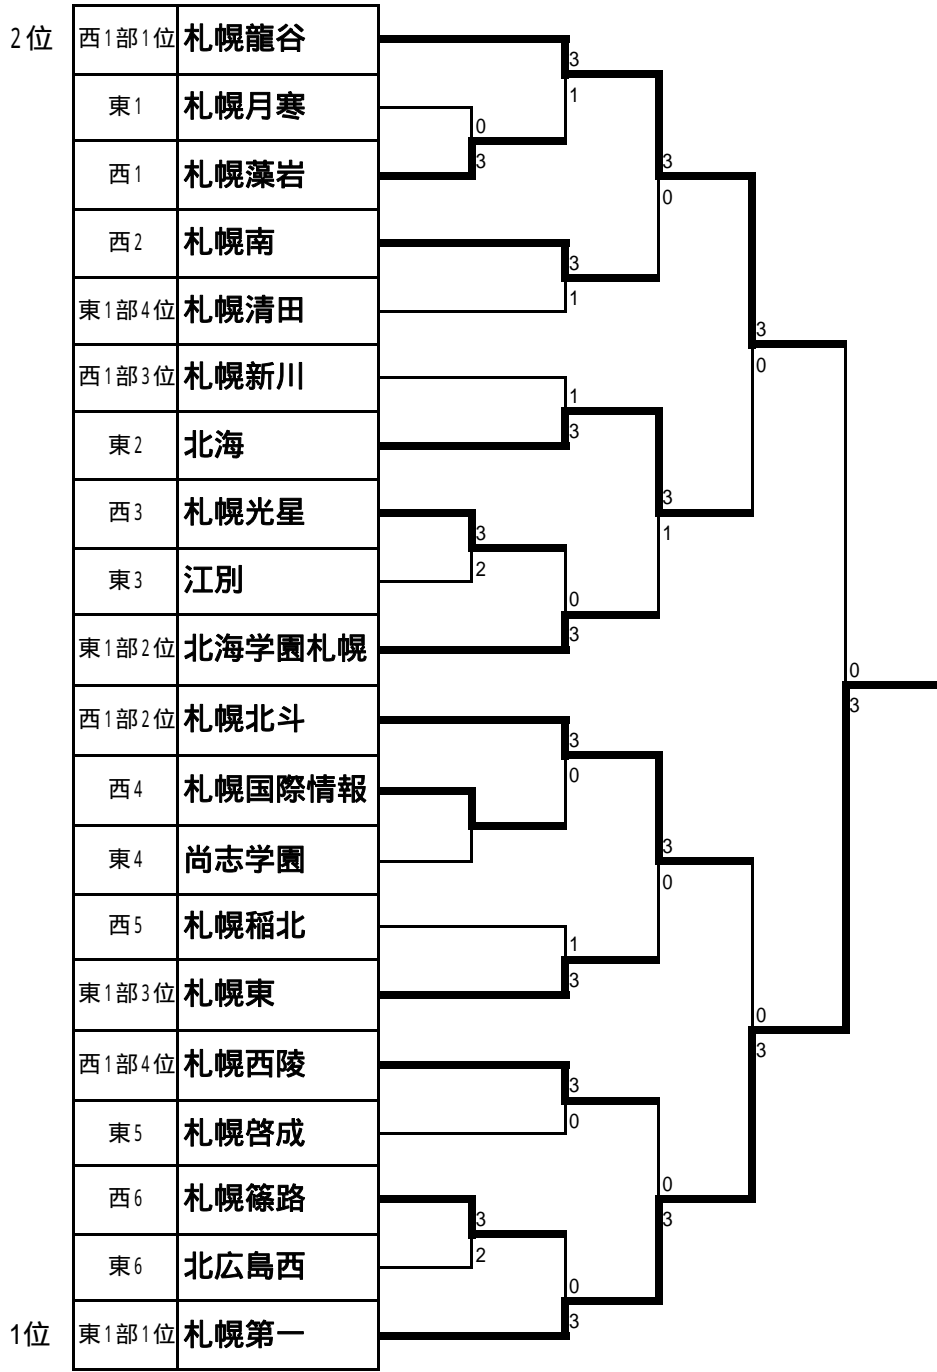 2位 西1部1位 札幌龍谷
東1 札幌月寒
西1 札幌藻岩
西2 札幌南
東1部4位 札幌清田
西1部3位 札幌新川
東2 北海
西3 札幌光星
東3 江別
東1部2位 北海学園札幌
西1部2位 札幌北斗
西4 札幌国際情報
東4 尚志学園
西5 札幌稲北
東1部3位 札幌東
西1部4位 札幌西陵
東5 札幌啓成
西6 札幌篠路
東6 北広島西
1位 東1部1位 札幌第一
3
1
0
3
3
0
3
1
3
0
1
3
3
1
3
2
0
3
0
3
3
0
3
0
1
3
0
3
3
0
0
3
3
2
0
3